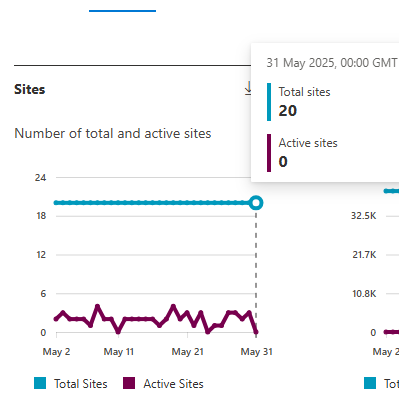 31 May 2025, 00:00 GMT
Total sites
20
Active sites
0
Sites
Number of total and active sites
24
18
12
6
0
May 2
May 11
May 21
May 31
Total Sites
Active Sites
32.5K
21.7K
10.8K
0
May 2
Tot